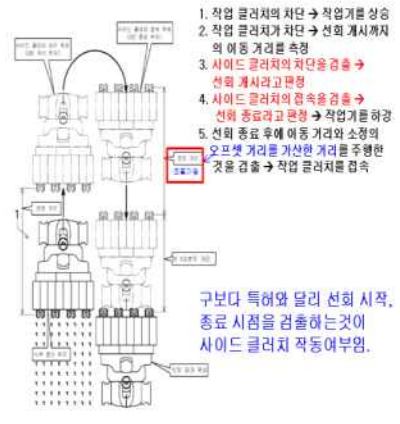 1. 작업 클러치의 차단 → 작업기를 상승
2. 작업 클러치가 차단 → 선회 개시까지
의 이동 거리를 측정
3. 사이드 클러치의 차단을 검출 →
선회 개시라고 판정
4. 사이드 클러치의 접속을 검출 →
선회 종료라고 판정 → 작업기를 하강
5. 선회 종료 후에 이동 거리와 소정의
오프셋 거리를 가산한 거리를 주행한
것을 검출 → 작업 클러치를 접속
구보다 특허와 달리 선회 시작,
종료 시점을 검출하는것이
사이드 클러치 작동여부임.